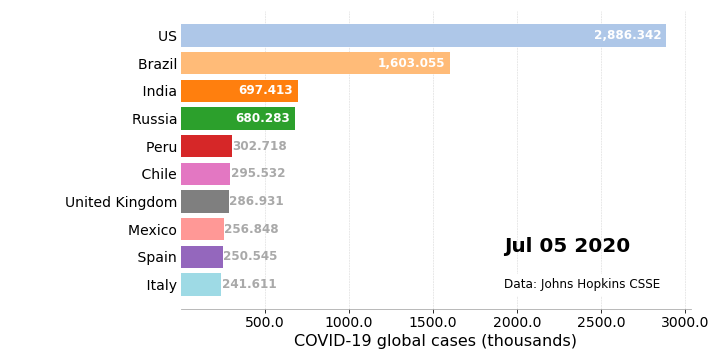 US 2,886.342
Brazil 1,603.055
India 697.413
Russia 680.283
Peru 302.718
Chile 295.532
United Kingdom 286.931
Mexico 256.848
Spain 250.545
Italy 241.611
Jul 05 2020
Data: Johns Hopkins CSSE
500.0 1000.0 1500.0 2000.0 2500.0 3000.0
COVID-19 global cases (thousands)